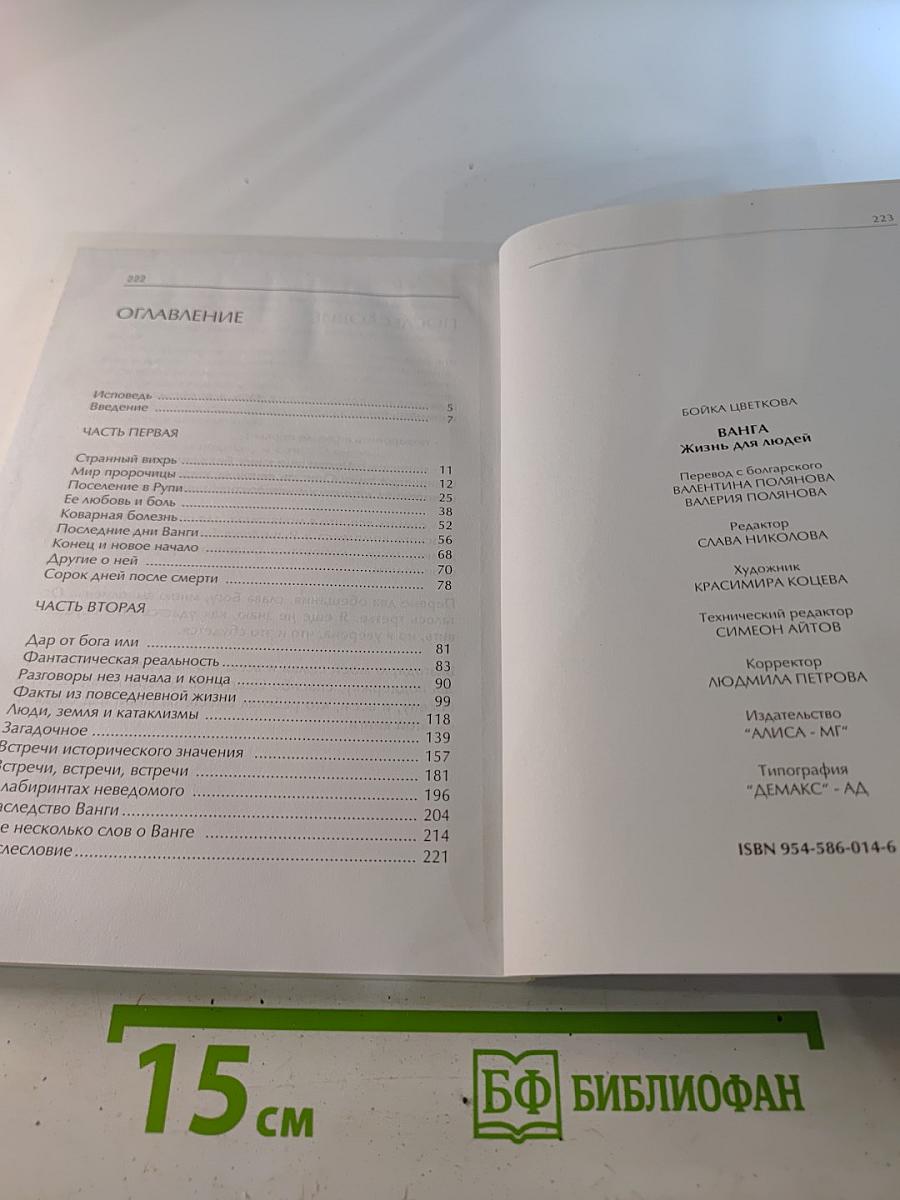 222
ОГЛАВЛЕНИЕ
Исповедь ........ 5
Введение ........ 7
ЧАСТЬ ПЕРВАЯ
Странный вихрь ........ 11
Мир пророчицы ........ 12
Поселение в Рупи ........ 25
Ее любовь и боль ........ 38
Коварная болезнь ........ 52
Последние дни Ванги ........ 56
Конец и новое начало ........ 68
Другие о ней ........ 70
Сорок дней после смерти ........ 78
ЧАСТЬ ВТОРАЯ
Дар от бога или ........ 81
Фантастическая реальность ........ 83
Разговоры нез начала и конца ........ 90
Факты из повседневной жизни ........ 99
Люди, земля и катаклизмы ........ 118
Загадочное ........ 139
Встречи исторического значения ........ 157
Встречи, встречи, встречи ........ 181
лабиринтах неведомого ........ 196
аследство Ванги ........ 204
е несколько слов о Ванге ........ 214
слесловие ........ 221
223
БОЙКА ЦВЕТКОВА
ВАНГА
Жизнь для людей
Перевод с болгарского
ВАЛЕНТИНА ПОЛЯНОВА
ВАЛЕРИЯ ПОЛЯНОВА
Редактор
СЛАВА НИКОЛОВА
Художник
КРАСИМИРА КОЦЕВА
Технический редактор
СИМЕОН АЙТОВ
Корректор
ЛЮДМИЛА ПЕТРОВА
Издательство
"АЛИСА - МГ"
Типография
"ДЕМАКС" - АД
ISBN 954-586-014-6
15 см
БФ БИБЛИОФАН